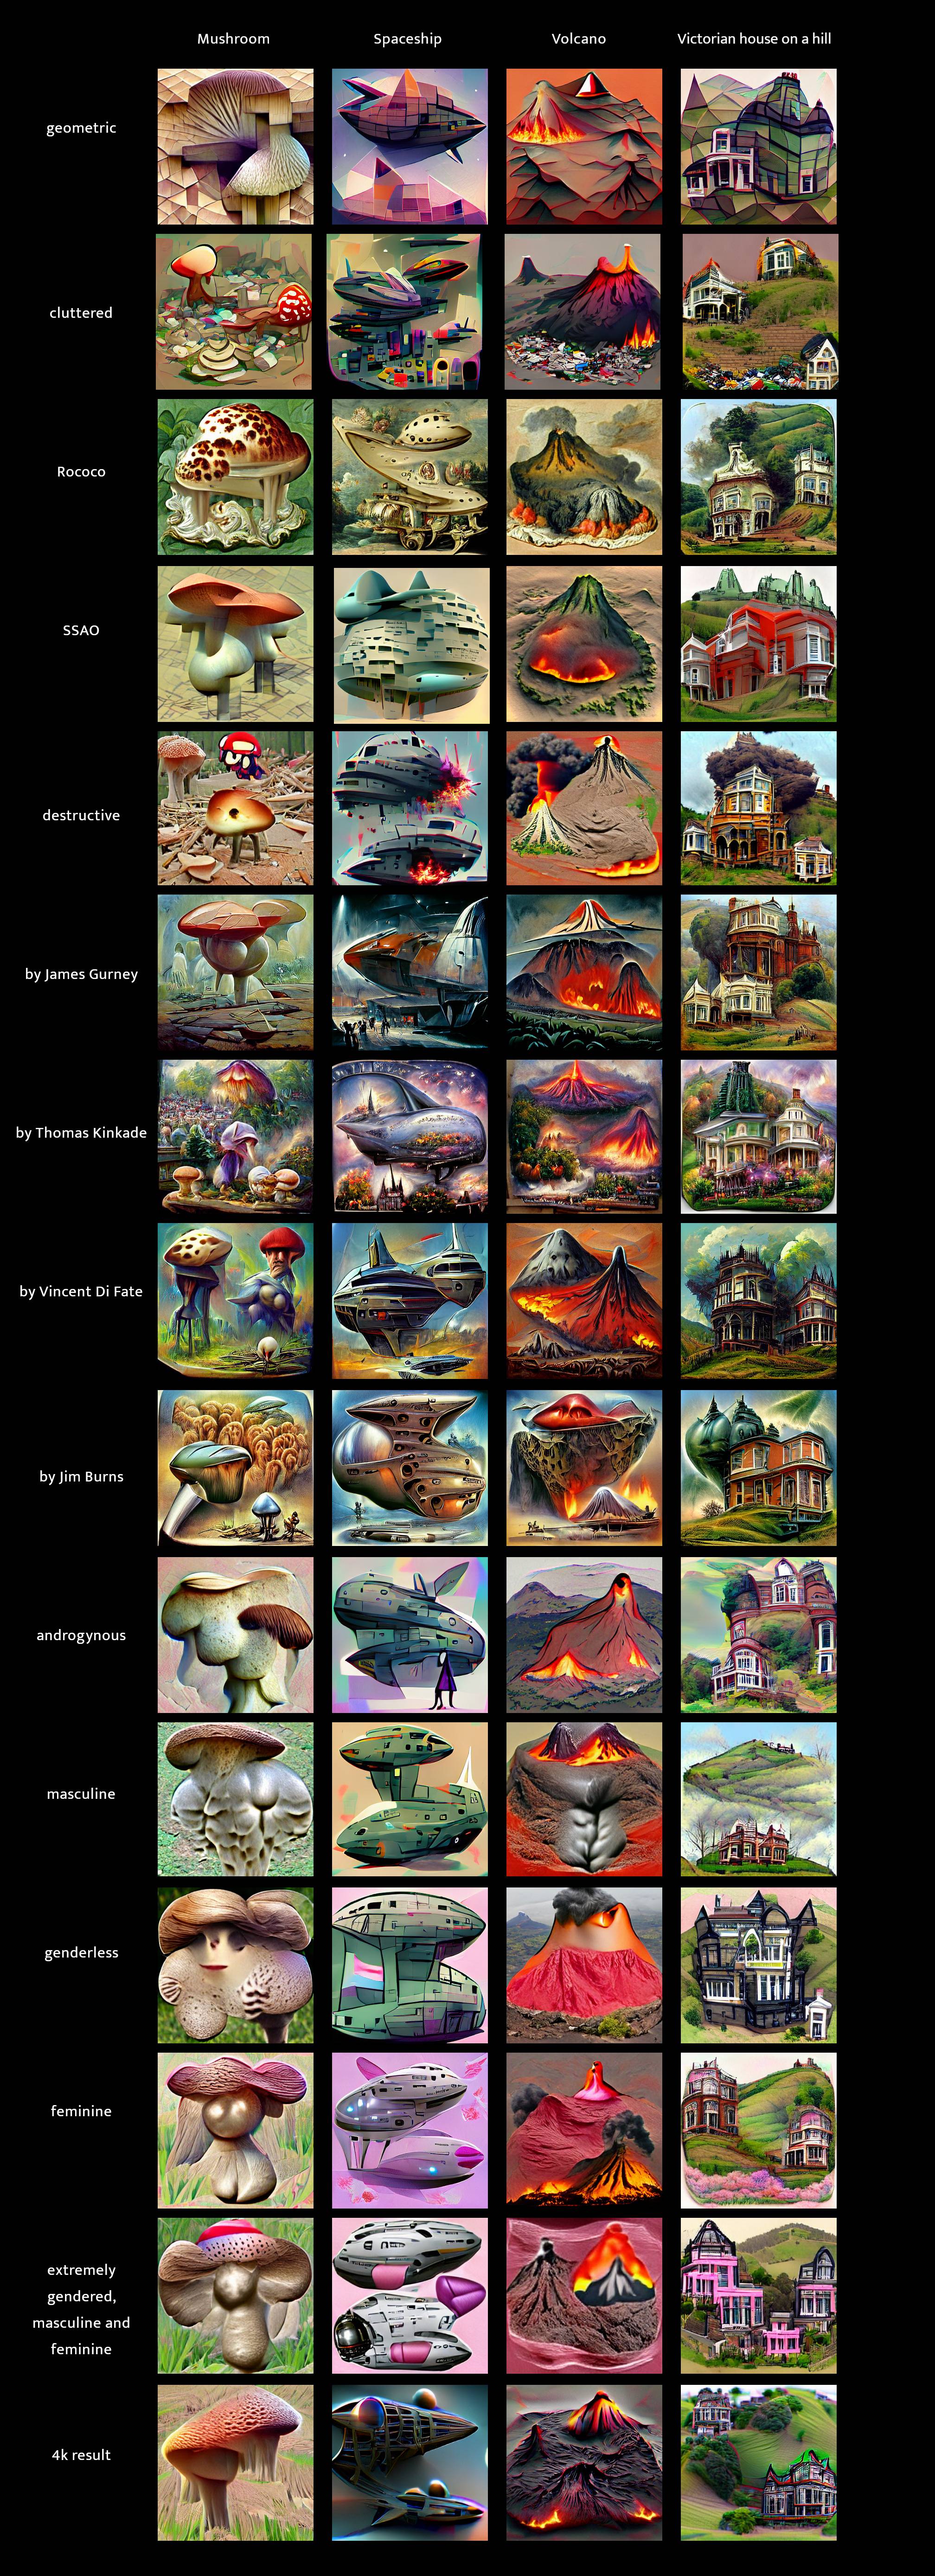 Mushroom Spaceship Volcano Victorian house on a hill
geometric
cluttered
Rococo
SSAO
destructive
by James Gurney
by Thomas Kinkade
by Vincent Di Fate
by Jim Burns
androgynous
masculine
genderless
feminine
extremely
gendered,
masculine and
feminine
4k result